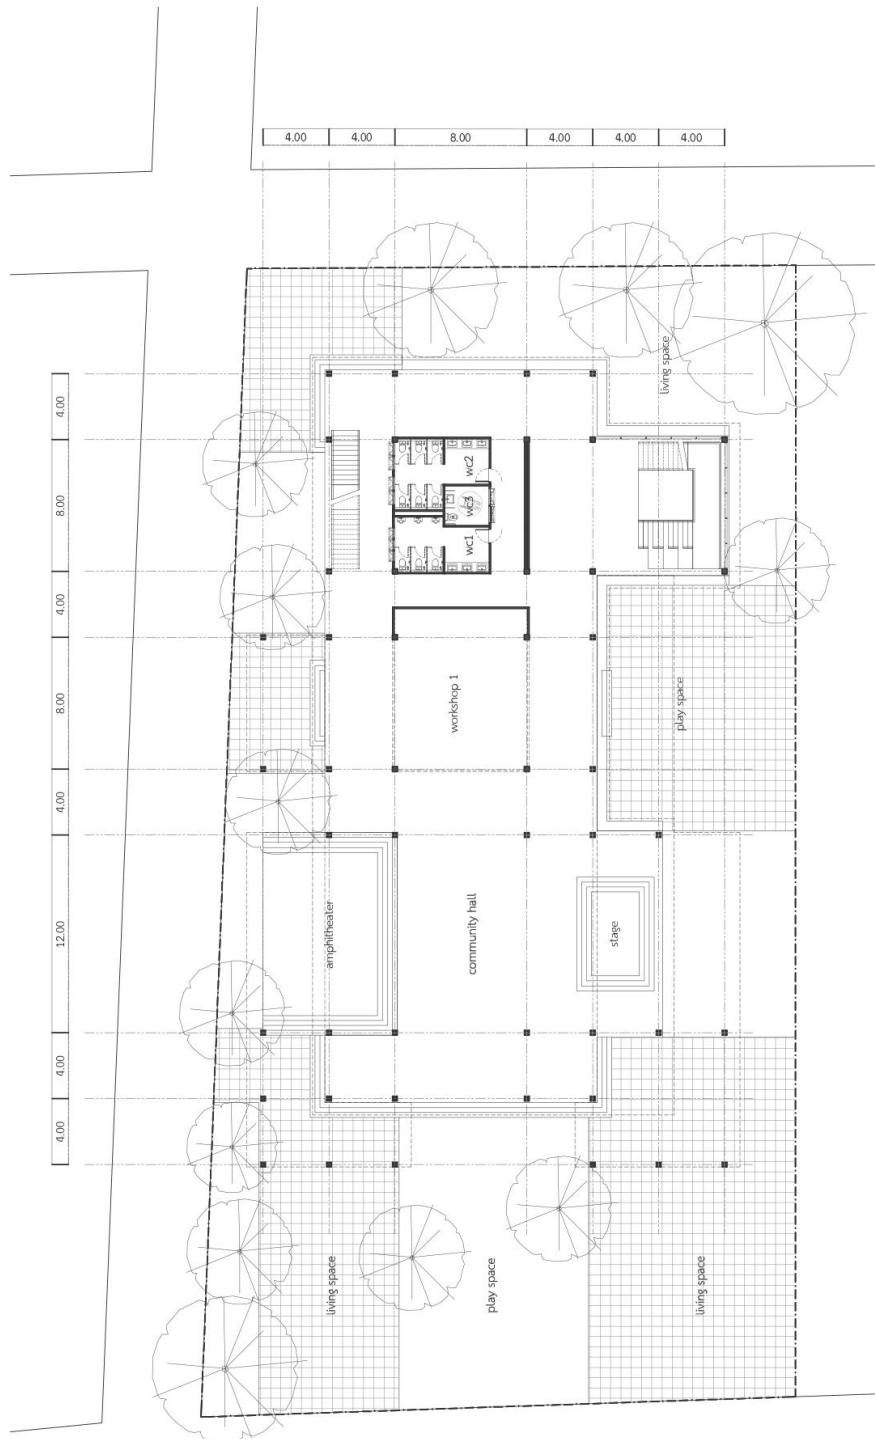 4.00
4.00
8.00
4.00
4.00
4.00
living space
4.00
8.00
wc2
wc3
wc1
4.00
8.00
workshop 1
play space
4.00
12.00
amphitheater
community hall
stage
4.00
4.00
living space
play space
living space